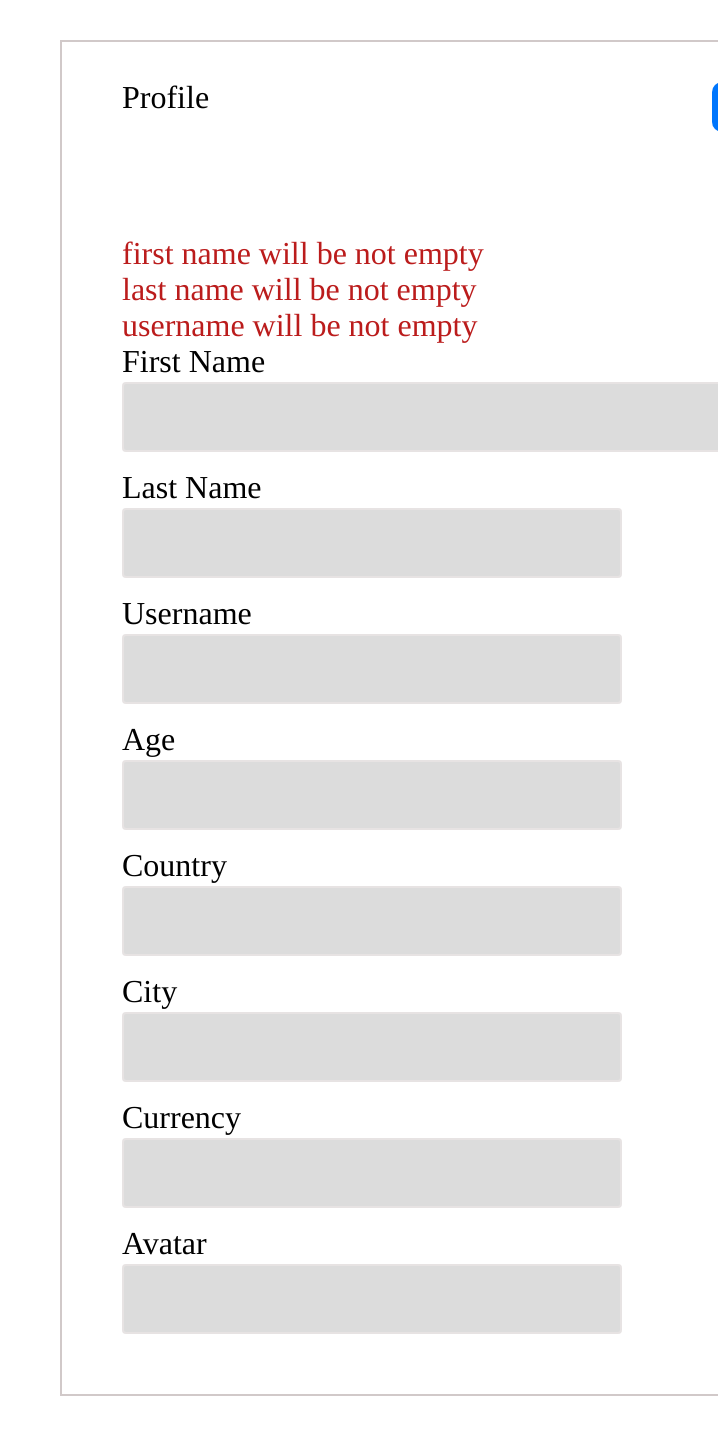 Profile
first name will be not empty
last name will be not empty
username will be not empty
First Name
Last Name
Username
Age
Country
City
Currency
Avatar